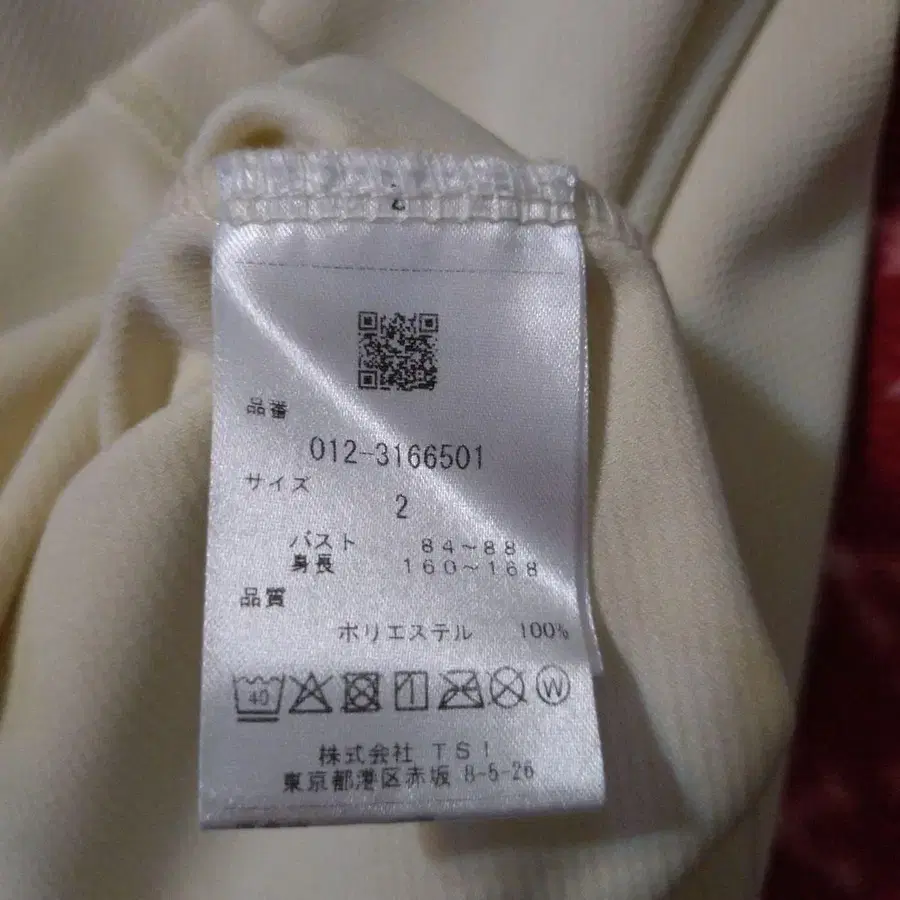 2
品番
012-3166501
サイズ
2
バスト 84～88
身長 160～168
品質
ポリエステル 100%
40
W
株式会社 TSI
東京都港区赤坂 8-5-26